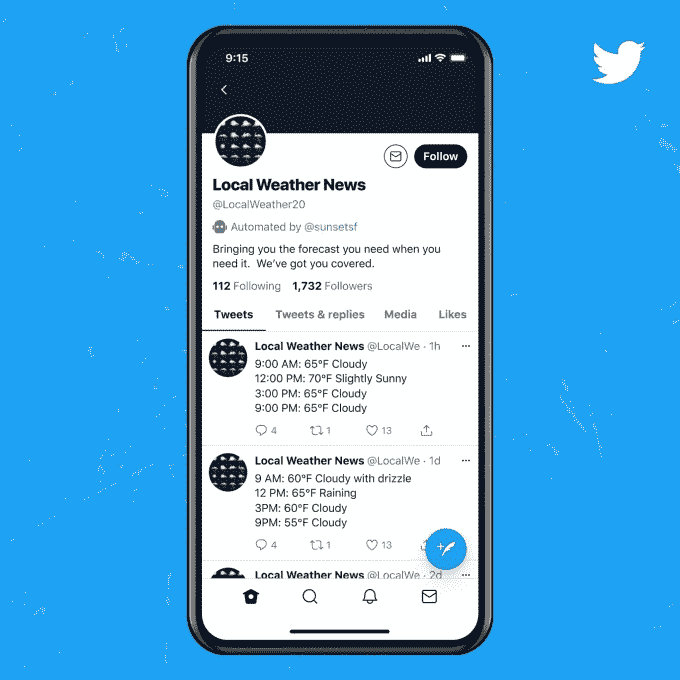 9:15
Follow
Local Weather News
@LocalWeather20
Automated by @sunsetsf
Bringing you the forecast you need when you
need it.  We've got you covered.
112 Following 1,732 Followers
Tweets Tweets & replies Media Likes
Local Weather News @LocalWe · 1h
9:00 AM: 65°F Cloudy
12:00 PM: 70°F Slightly Sunny
3:00 PM: 65°F Cloudy
9:00 PM: 65°F Cloudy
4 1 13
Local Weather News @LocalWe · 1d
9 AM: 60°F Cloudy with drizzle
12 PM: 65°F Raining
3PM: 60°F Cloudy
9PM: 55°F Cloudy
4 1 13
Local Weather News @LocalWe · 2d